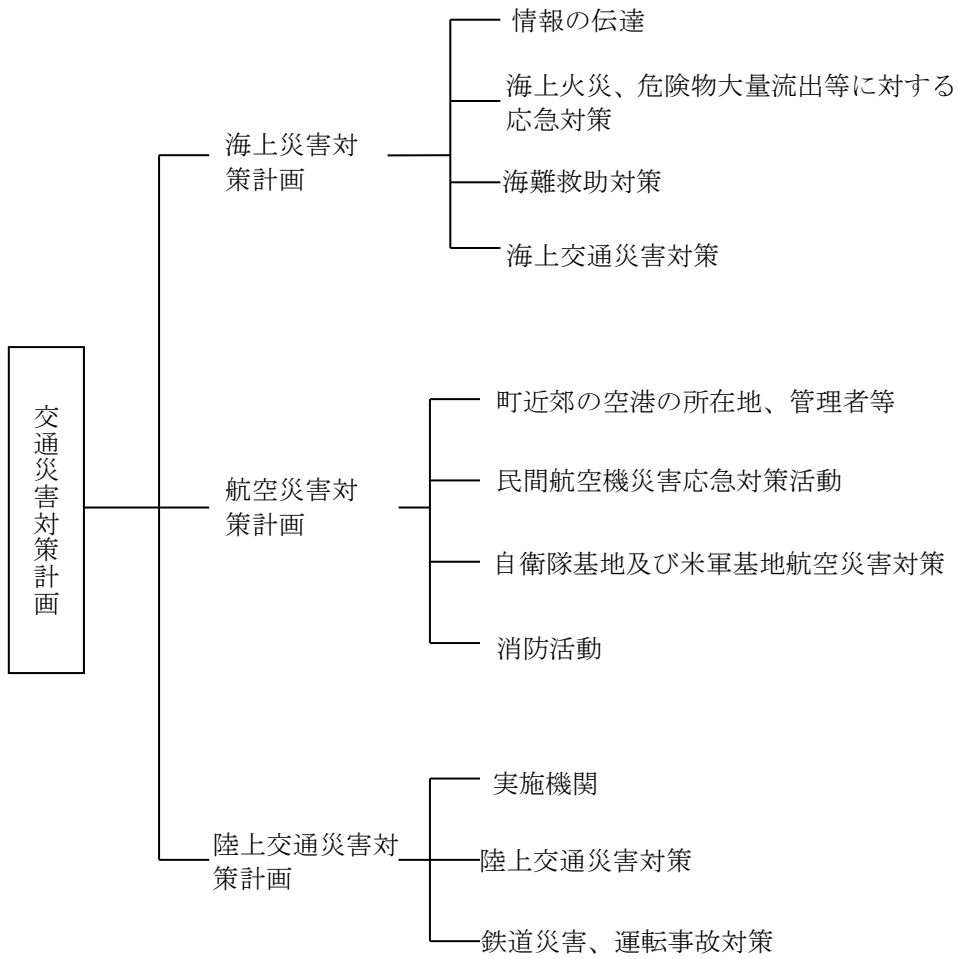 交通災害対策計画
海上災害対
策計画
情報の伝達
海上火災、危険物大量流出等に対する
応急対策
海難救助対策
海上交通災害対策
航空災害対
策計画
町近郊の空港の所在地、管理者等
民間航空機災害応急対策活動
自衛隊基地及び米軍基地航空災害対策
消防活動
陸上交通災害対
策計画
実施機関
陸上交通災害対策
鉄道災害、運転事故対策